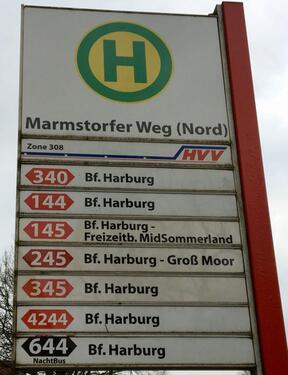 H
Marmstorfer Weg (Nord)
Zone 308
HVV
340 Bf. Harburg
144 Bf. Harburg
145 Bf. Harburg -
Freizeitb. MidSommerland
245 Bf. Harburg - Groß Moor
345 Bf. Harburg
4244 Bf. Harburg
644 Bf. Harburg
NachtBus